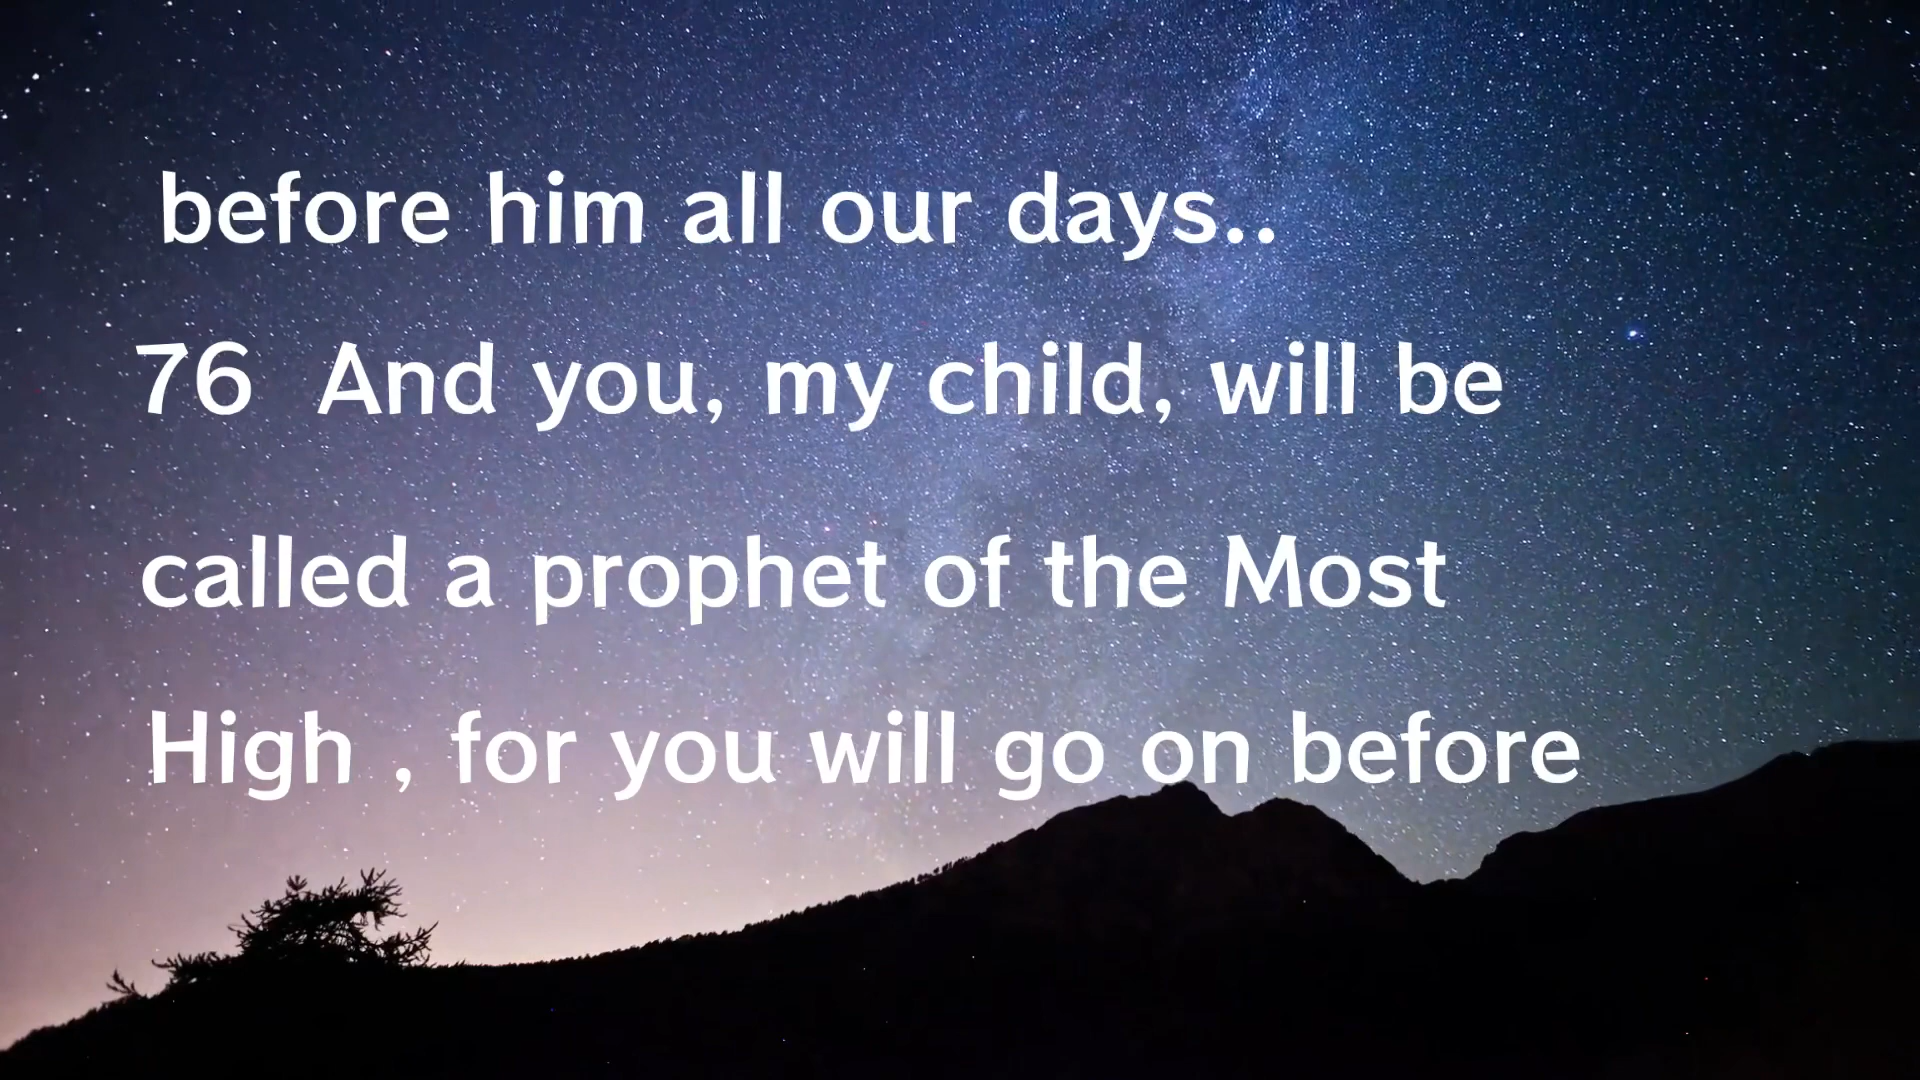 before him all our days..
76 And you, my child, will be
called a prophet of the Most
High , for you will go on before